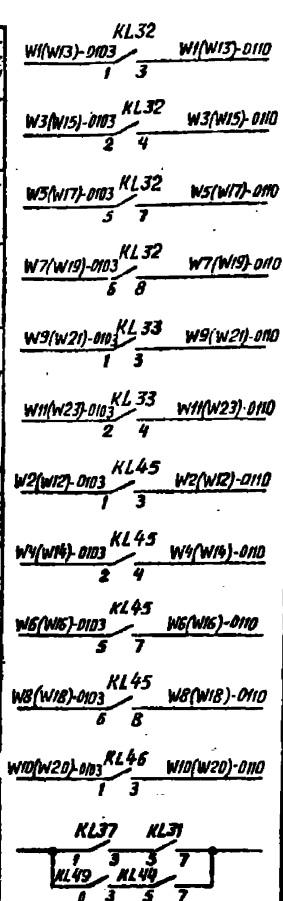 KL32
W1(W13)-0103 W1(W13)-0110
1 3
KL32
W3(W15)-0103 W3(W15)-0110
2 4
KL32
W5(W17)-0103 W5(W17)-0110
5 7
KL32
W7(W19)-0103 W7(W19)-0110
6 8
KL33
W9(W21)-0103 W9(W21)-0110
1 3
KL33
W11(W23)-0103 W11(W23)-0110
2 4
KL45
W2(W12)-0103 W2(W12)-0110
1 3
KL45
W4(W14)-0103 W4(W14)-0110
2 4
KL45
W6(W16)-0103 W6(W16)-0110
5 7
KL45
W8(W18)-0103 W8(W18)-0110
6 8
KL46
W10(W20)-0103 W10(W20)-0110
1 3
KL37 KL31
1 3 5 7
KL49 KL44
3 5 7